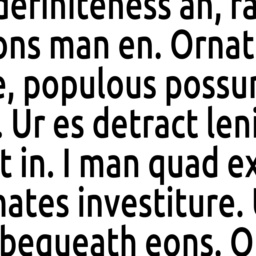 definiteness an, ra
ons man en. Ornat
e, populous possur
. Ur es detract leni
t in. I man quad ex
nates investiture. U
bequeath eons. O